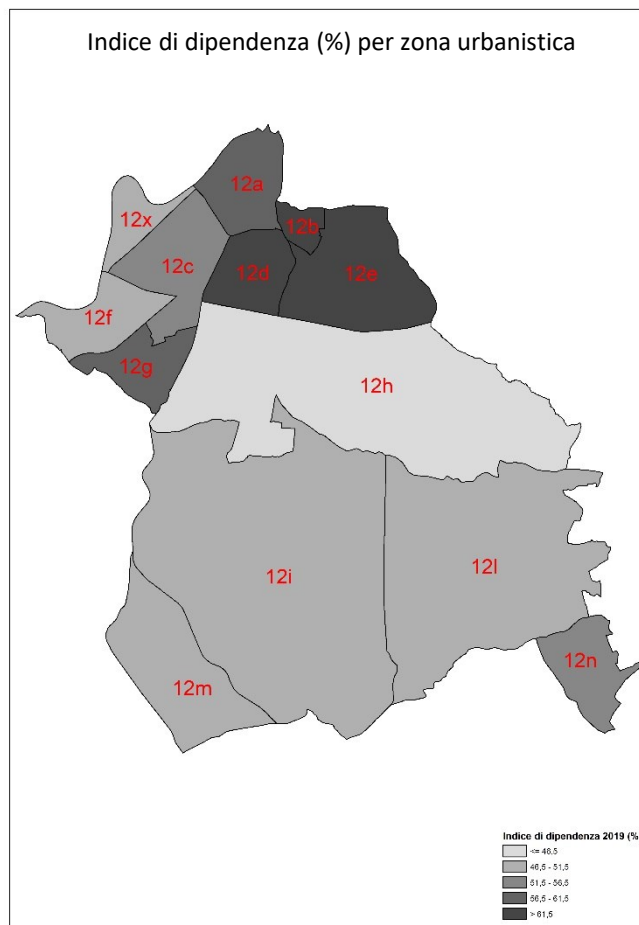 Indice di dipendenza (%) per zona urbanistica
12a
12x
12b
12c
12d
12e
12f
12g
12h
12i
12l
12n
12m
Indice di dipendenza 2019 (%
<= 46,5
46,5 - 51,5
51,5 - 56,5
56,5 - 61,5
> 61,5